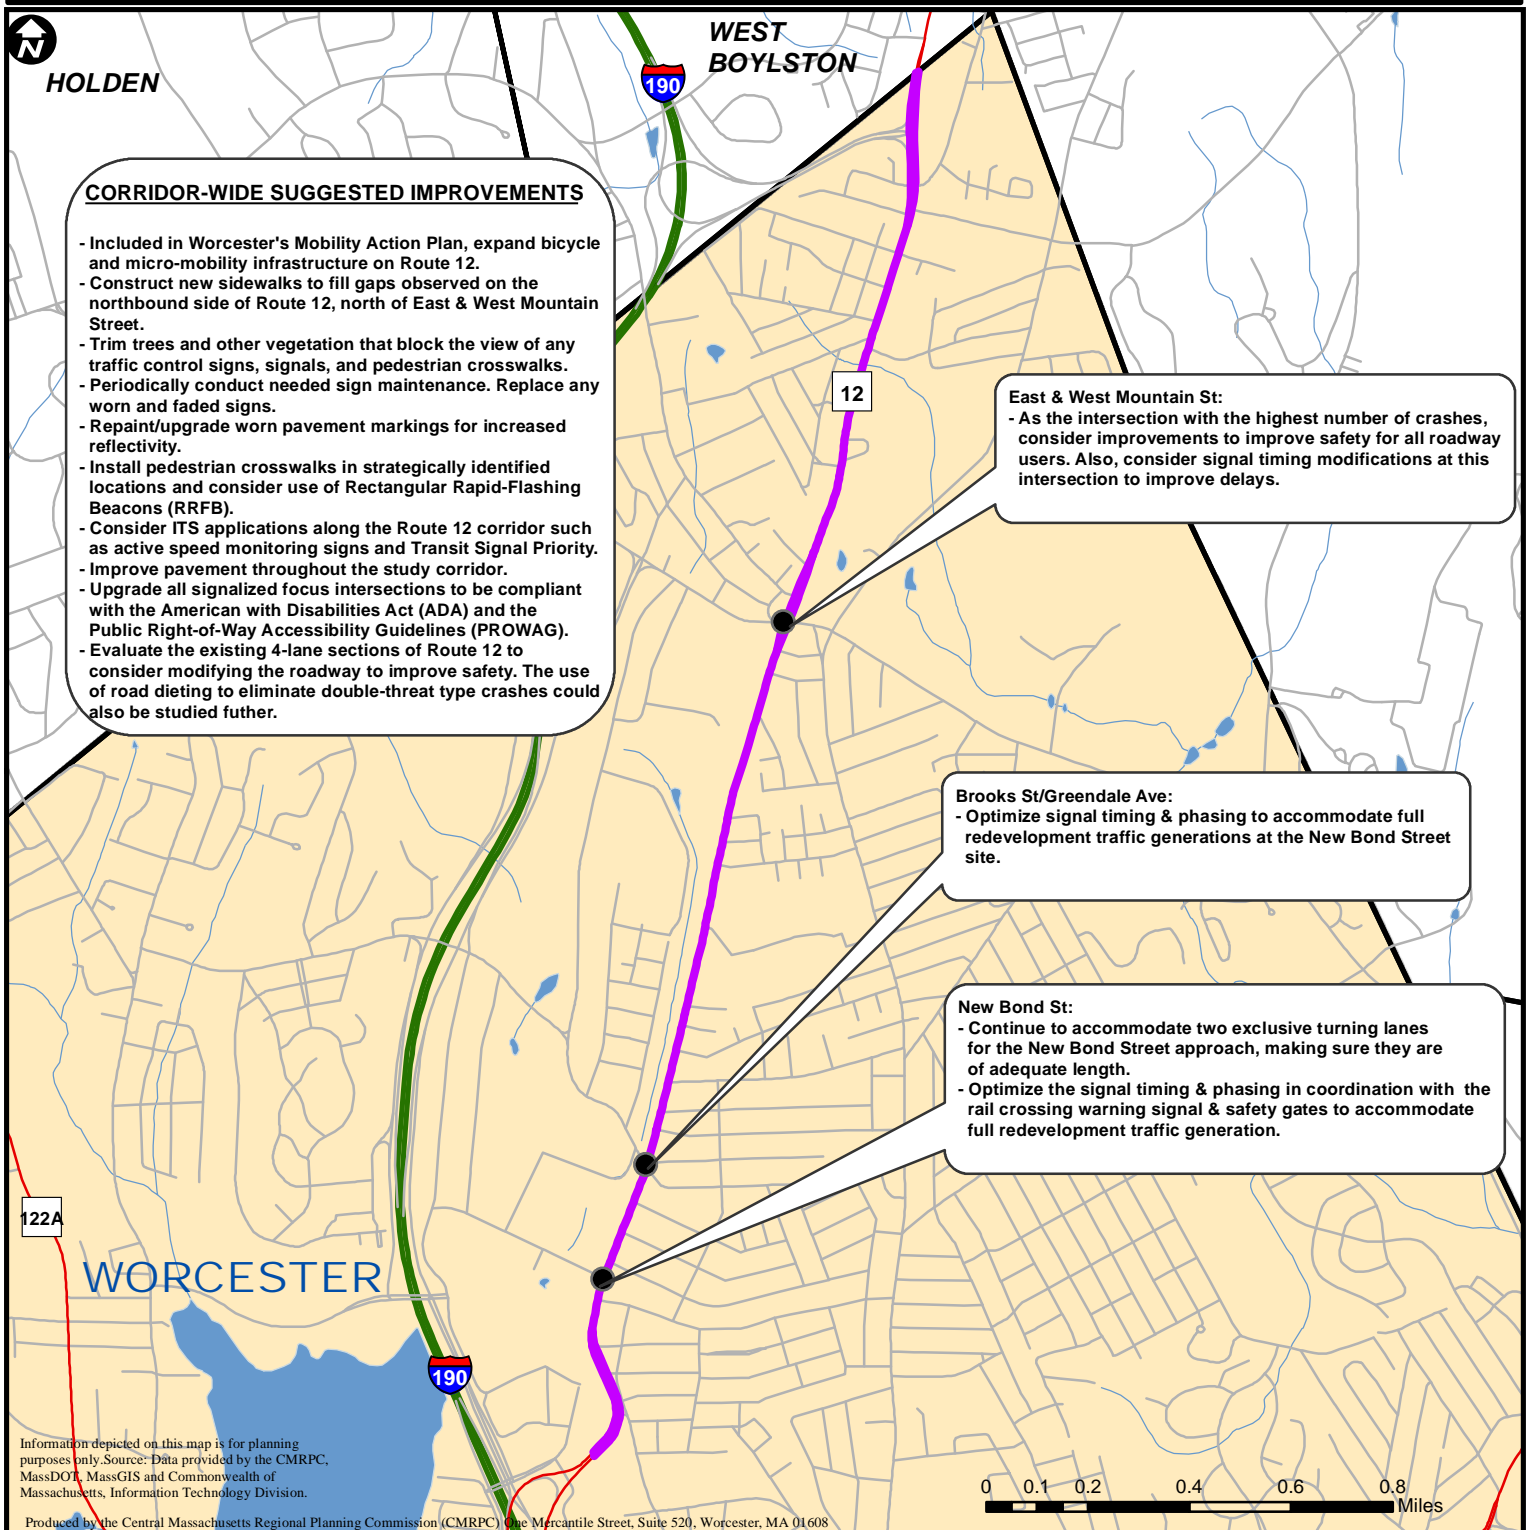 N
HOLDEN
WEST
BOYLSTON
190
CORRIDOR-WIDE SUGGESTED IMPROVEMENTS
- Included in Worcester's Mobility Action Plan, expand bicycle
and micro-mobility infrastructure on Route 12.
- Construct new sidewalks to fill gaps observed on the
northbound side of Route 12, north of East & West Mountain
Street.
- Trim trees and other vegetation that block the view of any
traffic control signs, signals, and pedestrian crosswalks.
- Periodically conduct needed sign maintenance. Replace any
worn and faded signs.
- Repaint/upgrade worn pavement markings for increased
reflectivity.
- Install pedestrian crosswalks in strategically identified
locations and consider use of Rectangular Rapid-Flashing
Beacons (RRFB).
- Consider ITS applications along the Route 12 corridor such
as active speed monitoring signs and Transit Signal Priority.
- Improve pavement throughout the study corridor.
- Upgrade all signalized focus intersections to be compliant
with the American with Disabilities Act (ADA) and the
Public Right-of-Way Accessibility Guidelines (PROWAG).
- Evaluate the existing 4-lane sections of Route 12 to
consider modifying the roadway to improve safety. The use
of road dieting to eliminate double-threat type crashes could
also be studied futher.
12
East & West Mountain St:
- As the intersection with the highest number of crashes,
consider improvements to improve safety for all roadway
users. Also, consider signal timing modifications at this
intersection to improve delays.
Brooks St/Greendale Ave:
- Optimize signal timing & phasing to accommodate full
redevelopment traffic generations at the New Bond Street
site.
New Bond St:
- Continue to accommodate two exclusive turning lanes
for the New Bond Street approach, making sure they are
of adequate length.
- Optimize the signal timing & phasing in coordination with the
rail crossing warning signal & safety gates to accommodate
full redevelopment traffic generation.
122A
WORCESTER
190
Information depicted on this map is for planning
purposes only.Source: Data provided by the CMRPC,
MassDOT, MassGIS and Commonwealth of
Massachusetts, Information Technology Division.
0 0.1 0.2 0.4 0.6 0.8
Miles
Produced by the Central Massachusetts Regional Planning Commission (CMRPC) One Mercantile Street, Suite 520, Worcester, MA 01608